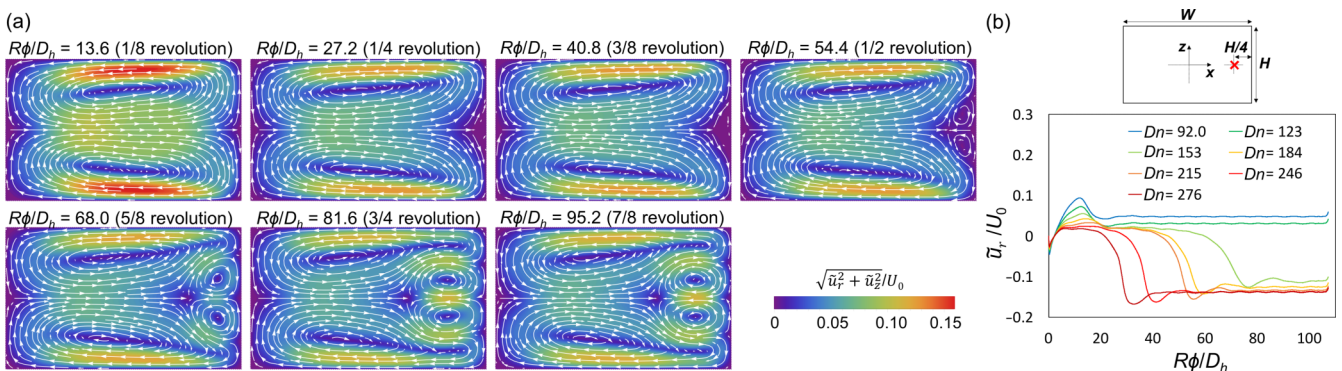 (a)
Rϕ/Dₕ = 13.6 (1/8 revolution) Rϕ/Dₕ = 27.2 (1/4 revolution) Rϕ/Dₕ = 40.8 (3/8 revolution) Rϕ/Dₕ = 54.4 (1/2 revolution)
Rϕ/Dₕ = 68.0 (5/8 revolution) Rϕ/Dₕ = 81.6 (3/4 revolution) Rϕ/Dₕ = 95.2 (7/8 revolution)
√(ũᵣ² + ũ_z²)/U₀
0 0.05 0.10 0.15
(b)
W
z
H/4
x
H
0.3
0.2
0.1
0
−0.1
−0.2
ũᵣ/U₀
Dn= 92.0 Dn= 123
Dn= 153 Dn= 184
Dn= 215 Dn= 246
Dn= 276
0 20 40 60 80 100
Rϕ/Dₕ